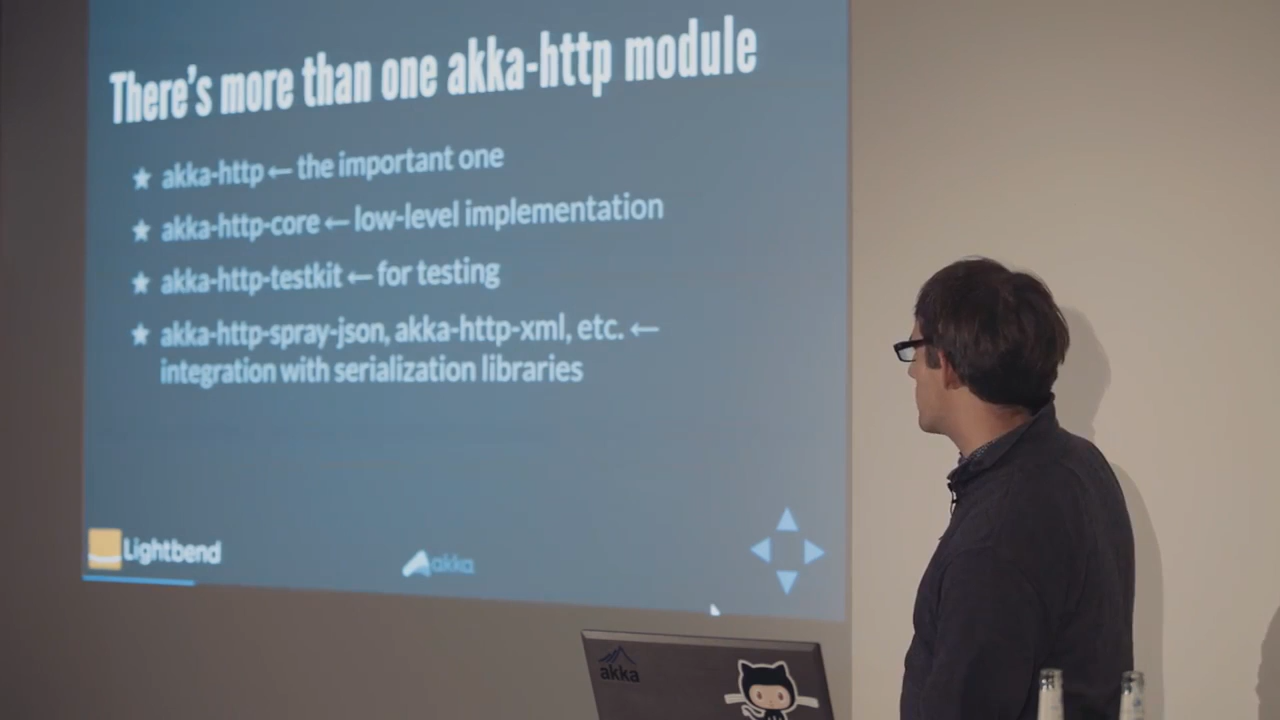 There's more than one akka-http module
★ akka-http ← the important one
★ akka-http-core ← low-level implementation
★ akka-http-testkit ← for testing
★ akka-http-spray-json, akka-http-xml, etc. ←
integration with serialization libraries
Lightbend
akka
akka